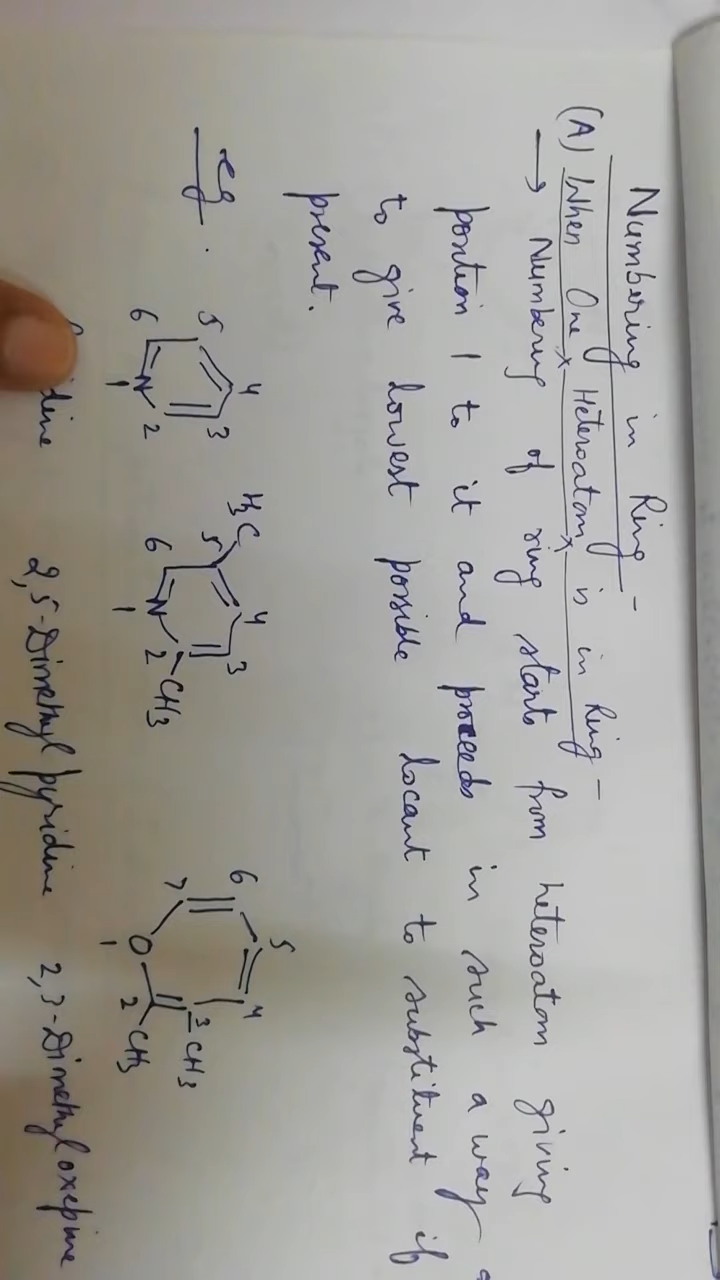 Numbering in Ring -
(A) When One Heteroatom is in Ring -
→ Numbering of ring starts from heteroatom giving
position 1 to it and proceeds in such a way
to give lowest possible locant to substituent if
present.
eg.
5 4 3 6 N 2 1
H3C 5 4 3 6 N 2 CH3 1
6 5 4 7 3 CH3 O 2 CH3 1
dine 2,5-Dimethyl pyridine 2,3-Dimethyl oxepine